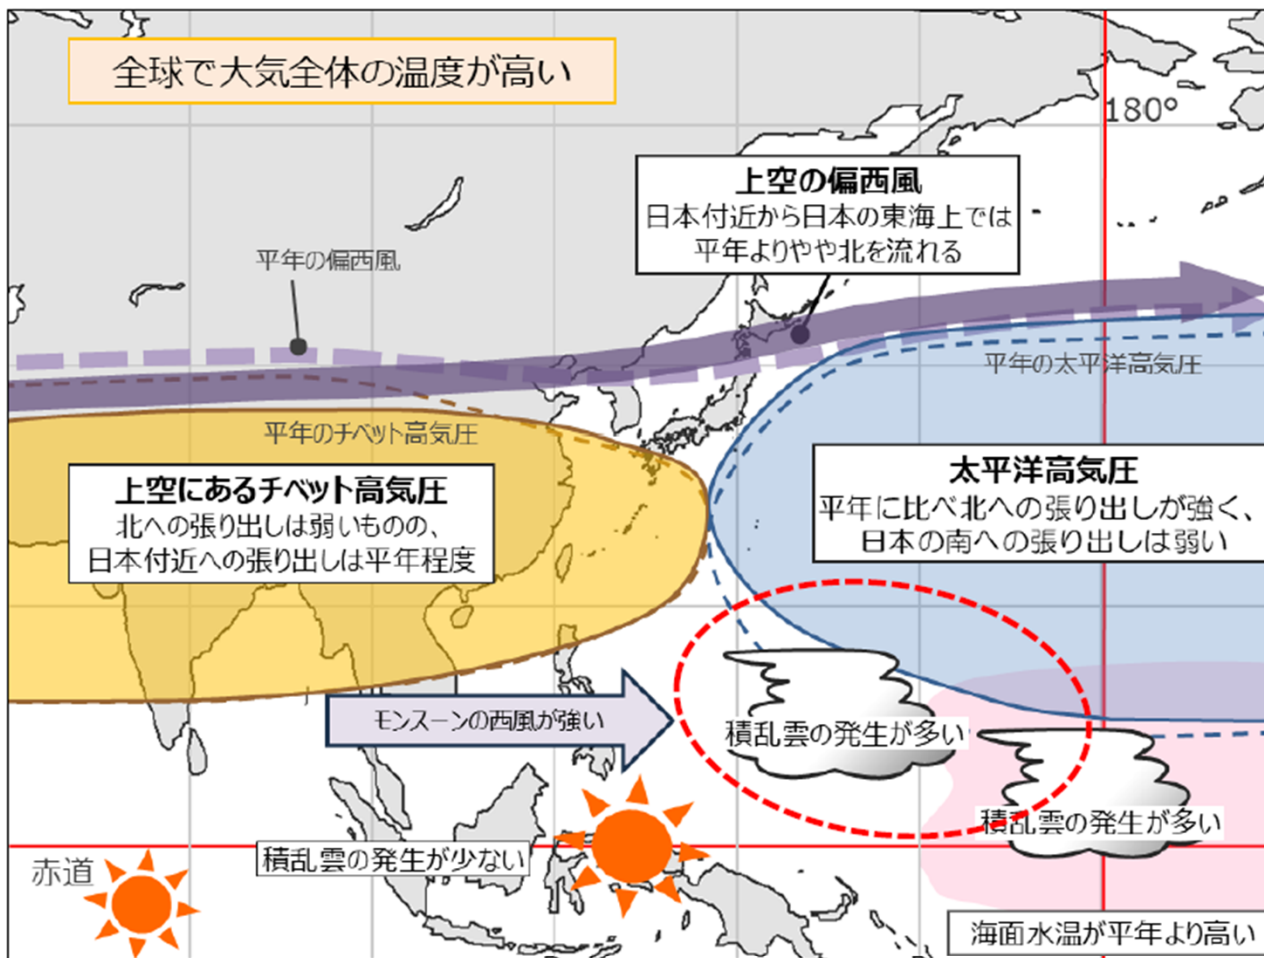 全球で大気全体の温度が高い
180°
上空の偏西風
日本付近から日本の東海上では
平年よりやや北を流れる
平年の偏西風
平年の太平洋高気圧
平年のチベット高気圧
上空にあるチベット高気圧
北への張り出しは弱いものの、
日本付近への張り出しは平年程度
太平洋高気圧
平年に比べ北への張り出しが強く、
日本の南への張り出しは弱い
モンスーンの西風が強い
積乱雲の発生が多い
積乱雲の発生が多い
積乱雲の発生が少ない
赤道
海面水温が平年より高い